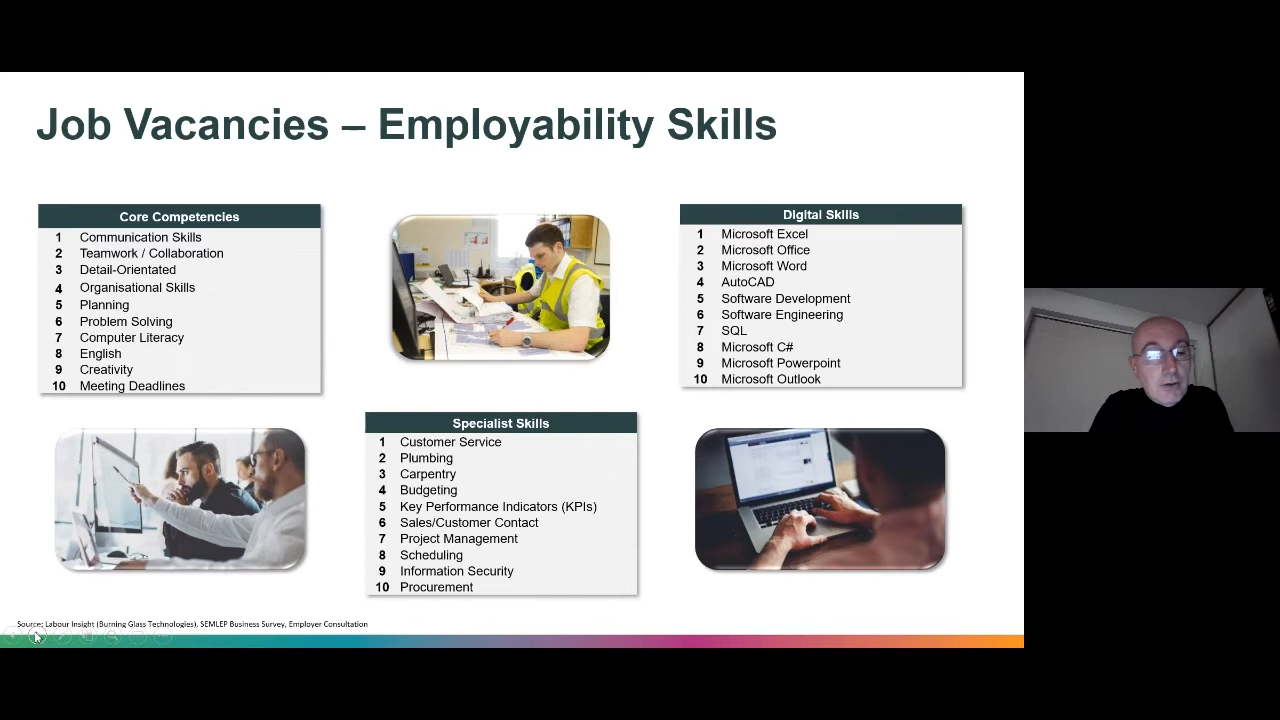 Job Vacancies – Employability Skills
Core Competencies
1 Communication Skills
2 Teamwork / Collaboration
3 Detail-Orientated
4 Organisational Skills
5 Planning
6 Problem Solving
7 Computer Literacy
8 English
9 Creativity
10 Meeting Deadlines
Digital Skills
1 Microsoft Excel
2 Microsoft Office
3 Microsoft Word
4 AutoCAD
5 Software Development
6 Software Engineering
7 SQL
8 Microsoft C#
9 Microsoft Powerpoint
10 Microsoft Outlook
Specialist Skills
1 Customer Service
2 Plumbing
3 Carpentry
4 Budgeting
5 Key Performance Indicators (KPIs)
6 Sales/Customer Contact
7 Project Management
8 Scheduling
9 Information Security
10 Procurement
Source: Labour Insight (Burning Glass Technologies), SEMLEP Business Survey, Employer Consultation